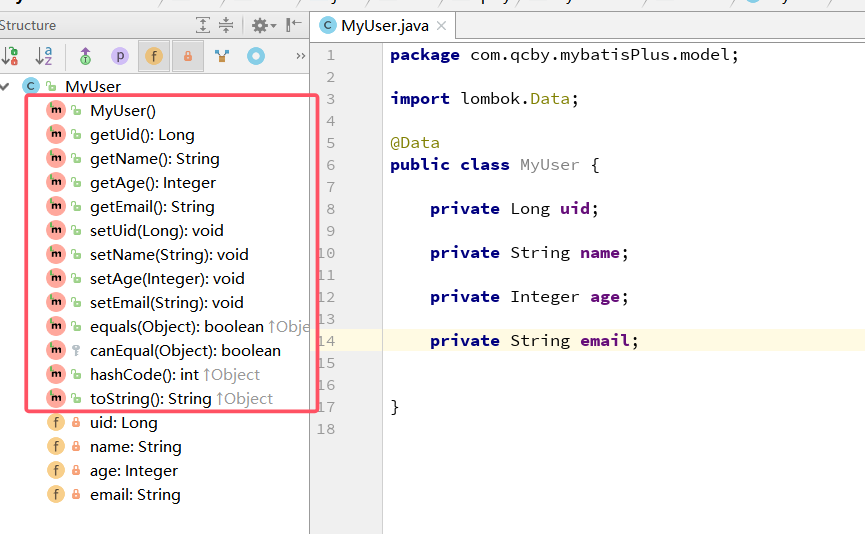 Structure
MyUser
MyUser()
getUid(): Long
getName(): String
getAge(): Integer
getEmail(): String
setUid(Long): void
setName(String): void
setAge(Integer): void
setEmail(String): void
equals(Object): boolean ↑Obje
canEqual(Object): boolean
hashCode(): int ↑Object
toString(): String ↑Object
uid: Long
name: String
age: Integer
email: String
MyUser.java
1 package com.qcby.mybatisPlus.model;
2
3 import lombok.Data;
4
5 @Data
6 public class MyUser {
7
8 private Long uid;
9
10 private String name;
11
12 private Integer age;
13
14 private String email;
15
16
17 }
18